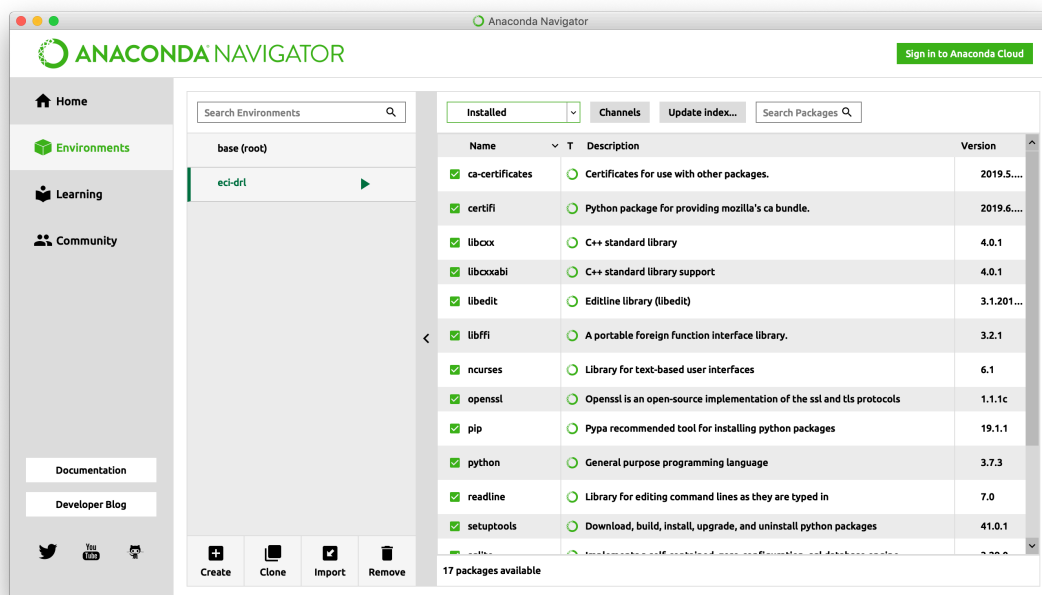 Anaconda Navigator
ANACONDA NAVIGATOR
Sign in to Anaconda Cloud
Home
Environments
Learning
Community
Documentation
Developer Blog
You
Tube
Search Environments
base (root)
eci-drl
Create Clone Import Remove
Installed Channels Update index... Search Packages
Name T Description Version
ca-certificates Certificates for use with other packages. 2019.5....
certifi Python package for providing mozilla's ca bundle. 2019.6....
libcxx C++ standard library 4.0.1
libcxxabi C++ standard library support 4.0.1
libedit Editline library (libedit) 3.1.201...
libffi A portable foreign function interface library. 3.2.1
ncurses Library for text-based user interfaces 6.1
openssl Openssl is an open-source implementation of the ssl and tls protocols 1.1.1c
pip Pypa recommended tool for installing python packages 19.1.1
python General purpose programming language 3.7.3
readline Library for editing command lines as they are typed in 7.0
setuptools Download, build, install, upgrade, and uninstall python packages 41.0.1
17 packages available